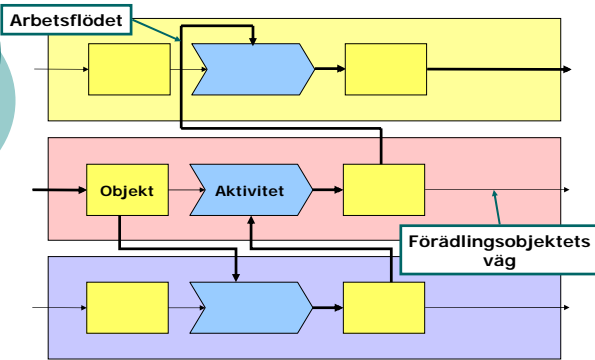 Arbetsflödet
Objekt
Aktivitet
Förädlingsobjektets
väg